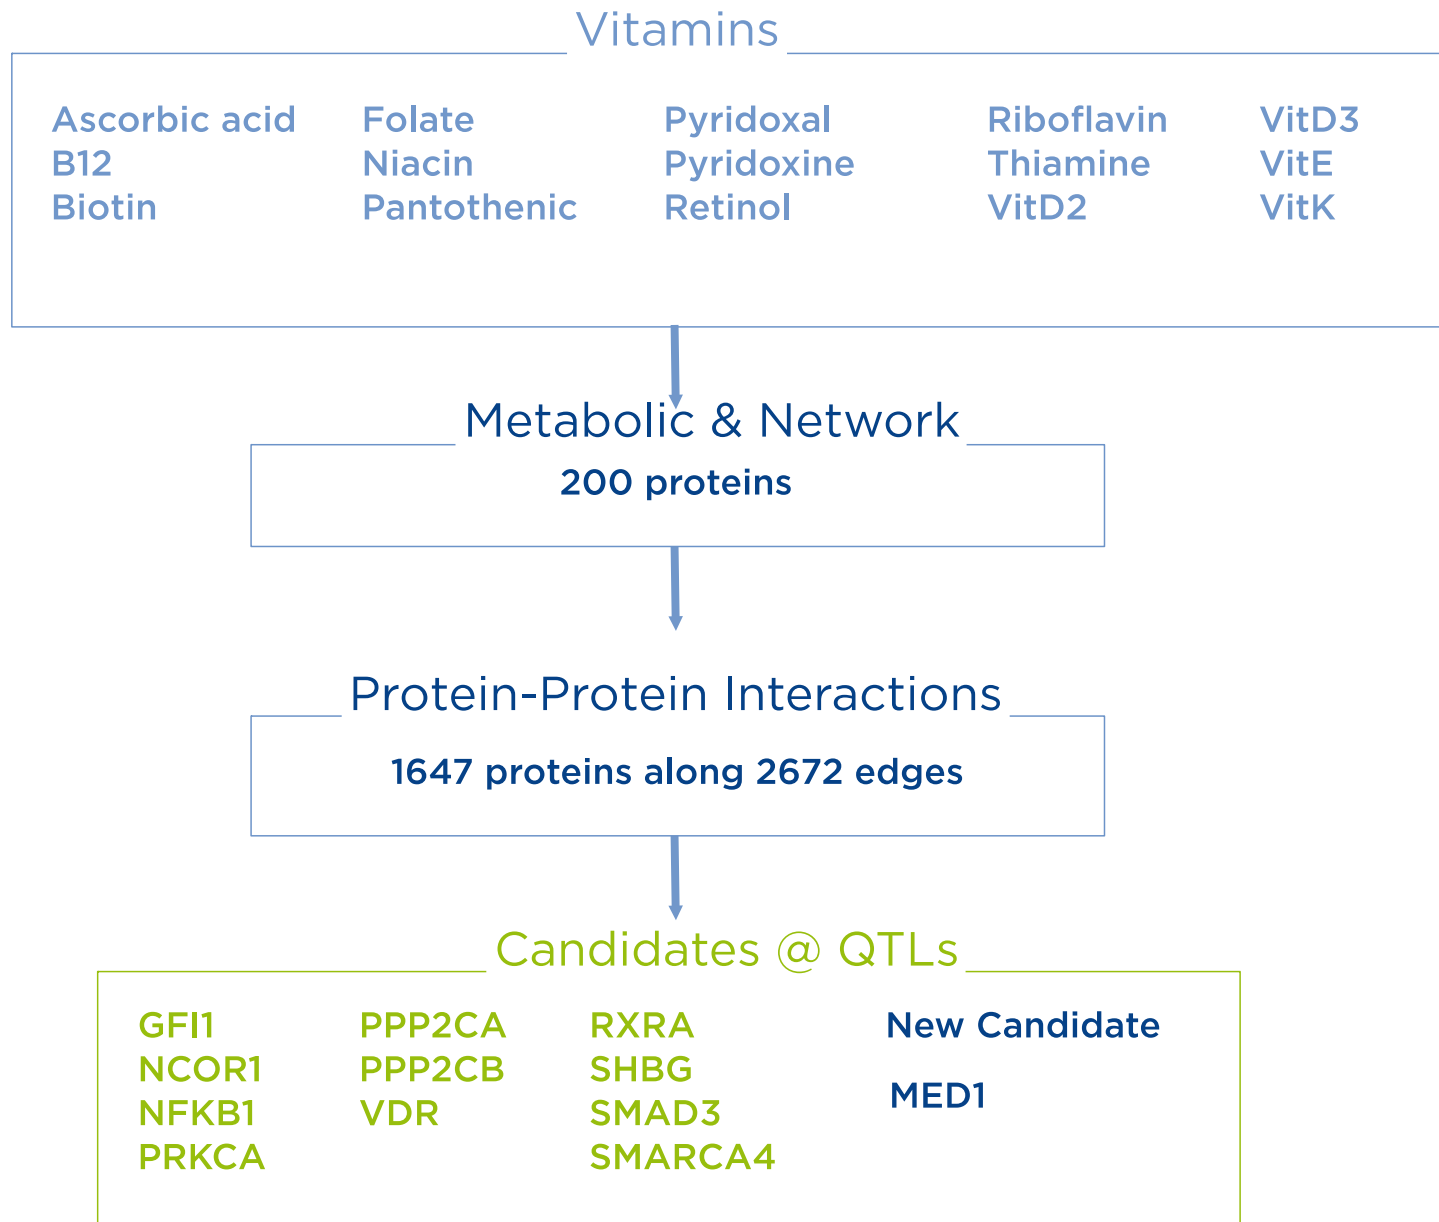 Vitamins
Ascorbic acid
B12
Biotin
Folate
Niacin
Pantothenic
Pyridoxal
Pyridoxine
Retinol
Riboflavin
Thiamine
VitD2
VitD3
VitE
VitK
Metabolic & Network
200 proteins
Protein-Protein Interactions
1647 proteins along 2672 edges
Candidates @ QTLs
GFI1
NCOR1
NFKB1
PRKCA
PPP2CA
PPP2CB
VDR
RXRA
SHBG
SMAD3
SMARCA4
New Candidate
MED1